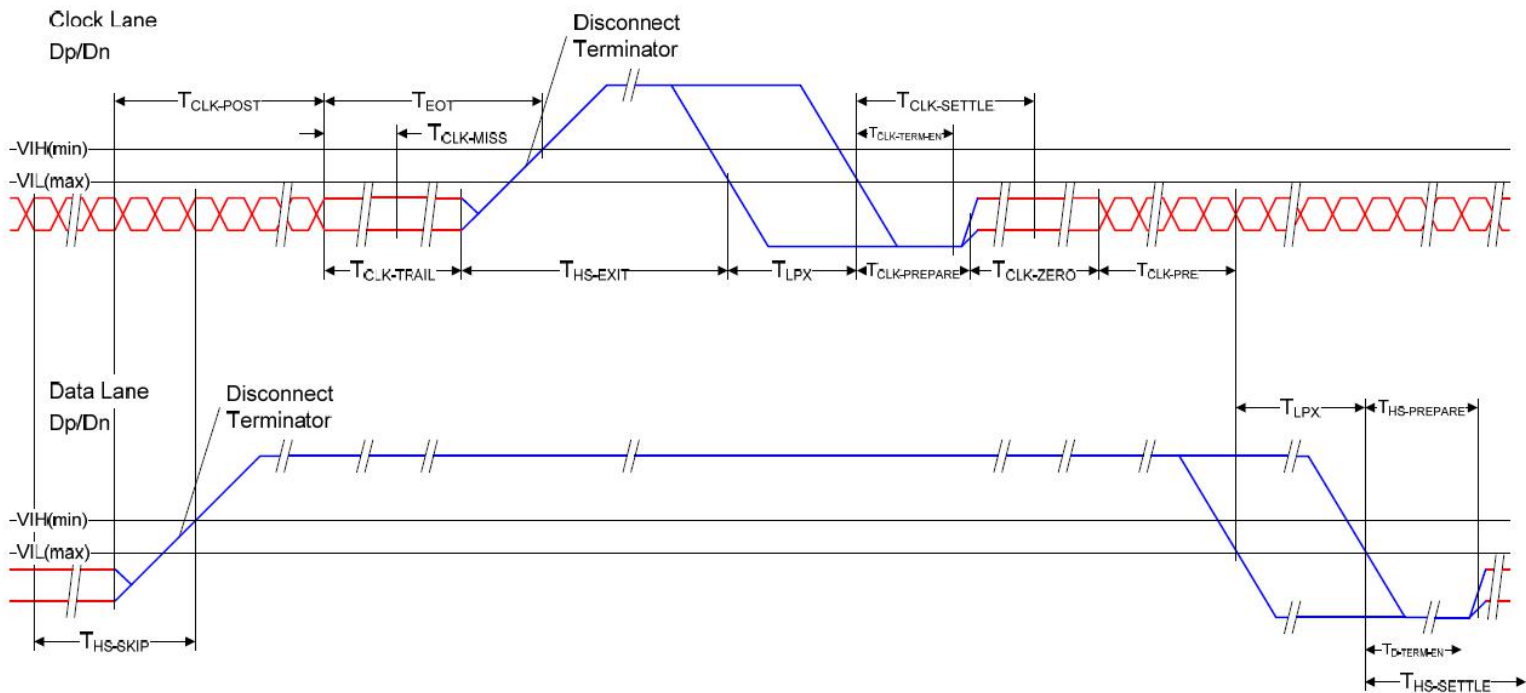 Clock Lane
Dp/Dn
Disconnect
Terminator
TCLK-POST
TEOT
TCLK-SETTLE
TCLK-MISS
TCLK-TERM-EN
VIH(min)
VIL(max)
TCLK-TRAIL
THS-EXIT
TLPX
TCLK-PREPARE
TCLK-ZERO
TCLK-PRE
Data Lane
Dp/Dn
Disconnect
Terminator
TLPX
THS-PREPARE
VIH(min)
VIL(max)
THS-SKIP
TD-TERM-EN
THS-SETTLE